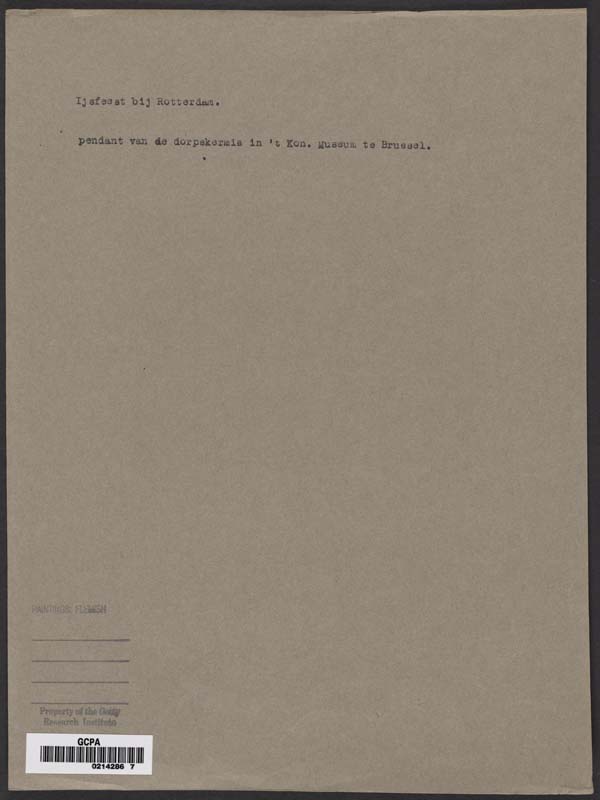 Ijsfeest bij Rotterdam.
pendant van de dorpskermis in 't Kon. Museum te Brussel.
PAINTINGS: FLEMISH
Property of the Getty
Research Institute
GCPA
0214286 7